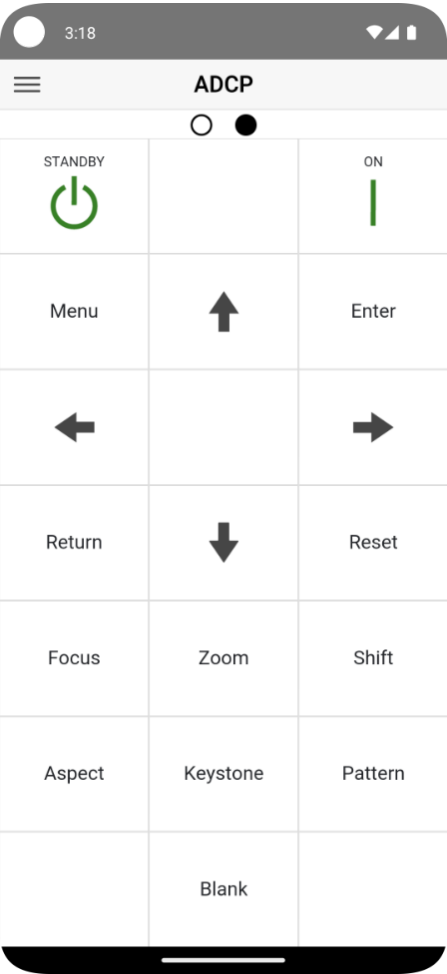 3:18
ADCP
STANDBY
ON
Menu
Enter
Return
Reset
Focus
Zoom
Shift
Aspect
Keystone
Pattern
Blank